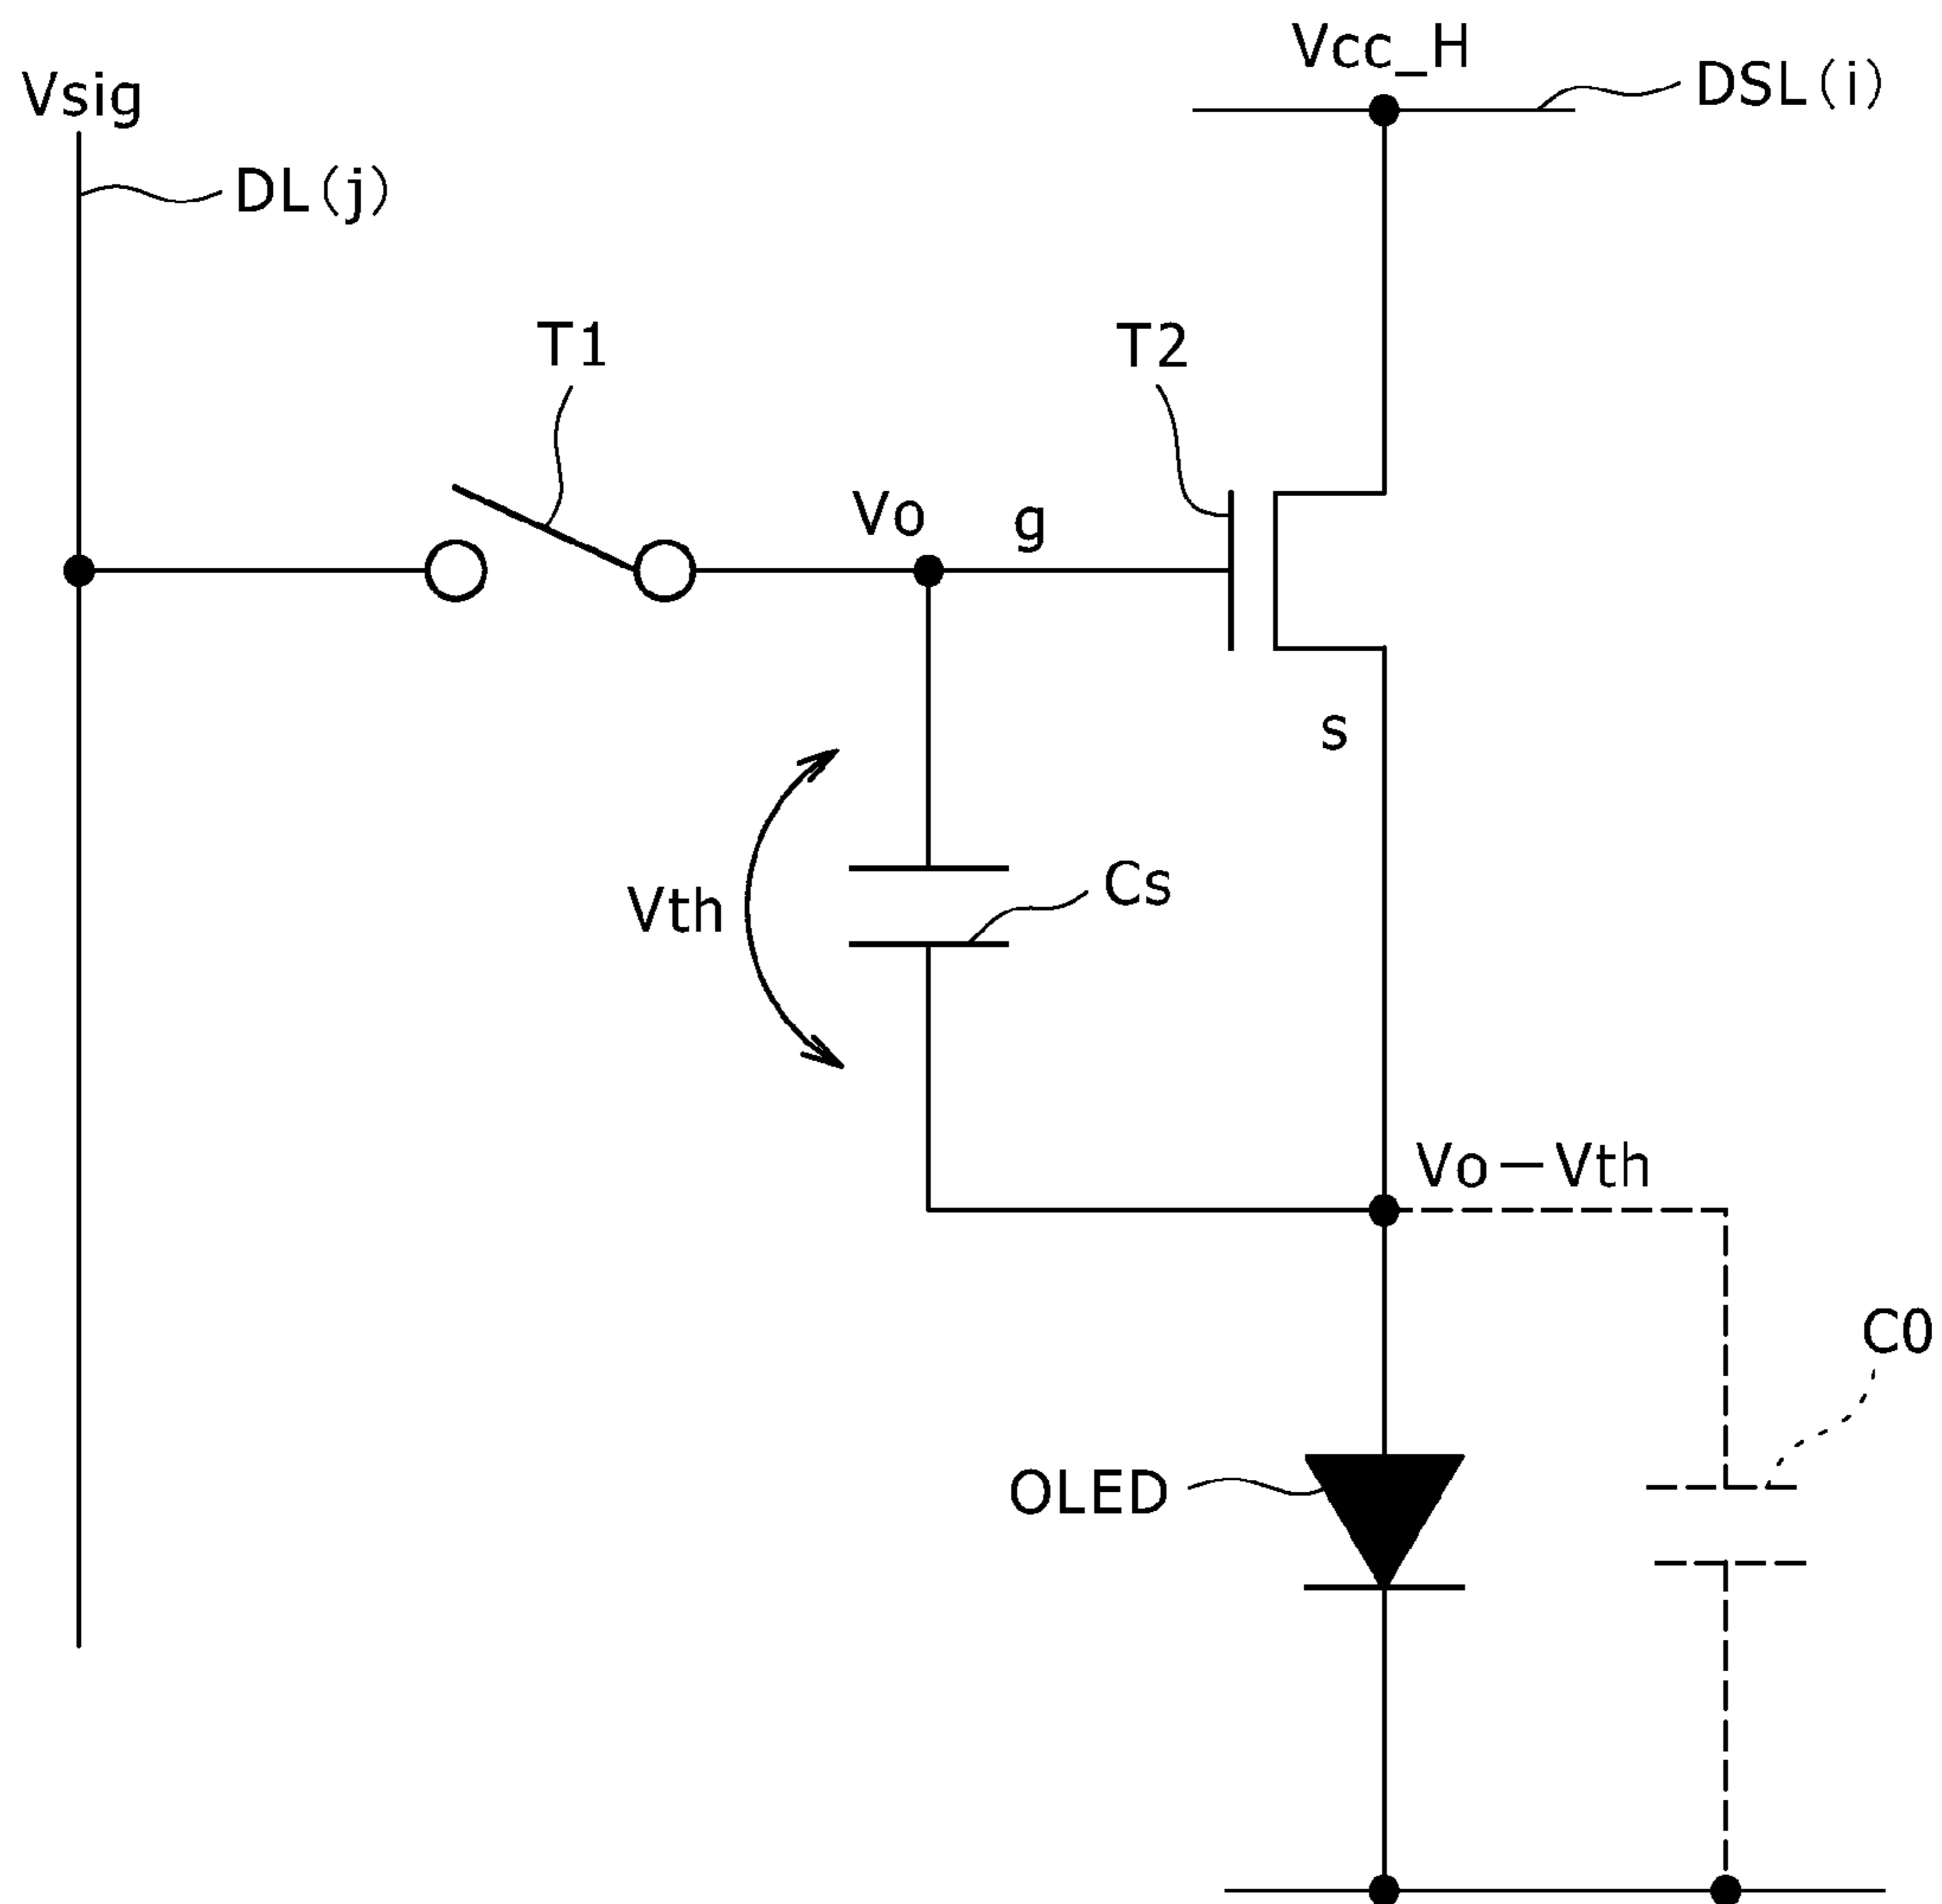 Vcc_H
DSL(i)
Vsig
DL(j)
T1
T2
Vo
g
s
Vth
Cs
Vo—Vth
C0
OLED